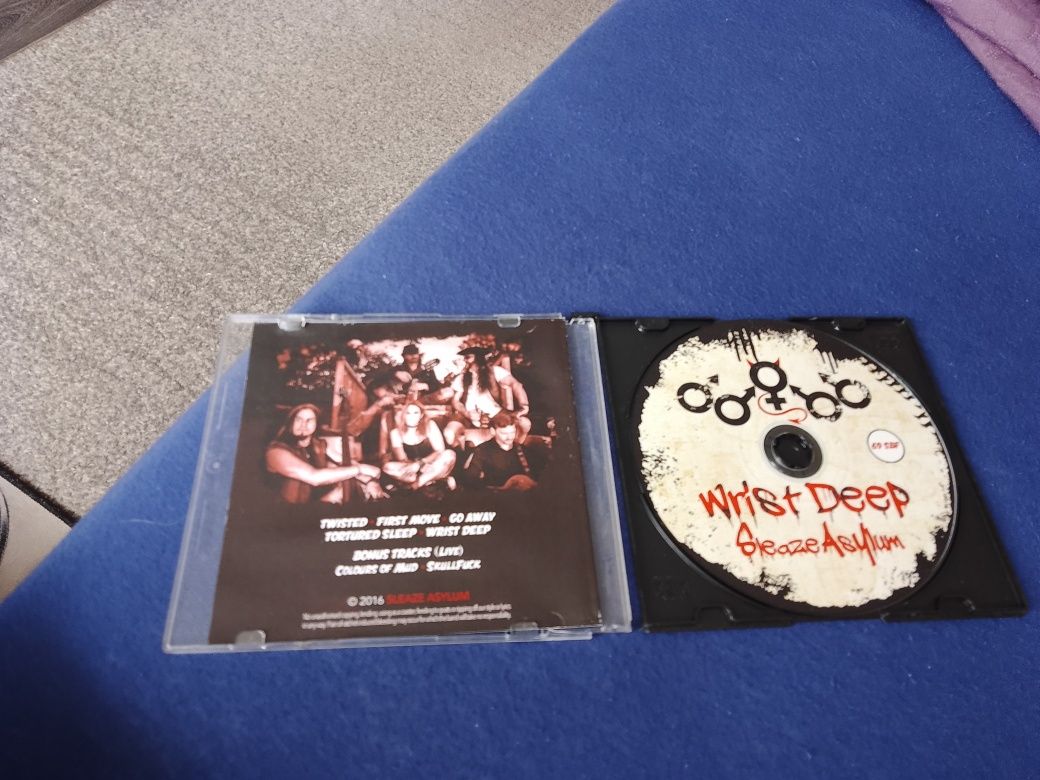 TWISTED • FIRST MOVE • GO AWAY
TORTURED SLEEP • WRIST DEEP
BONUS TRACKS (LIVE)
COLOURS OF MUD • SKULLFUCK
© 2016 SLEAZE ASYLUM
Wrist Deep
Sleaze Asylum